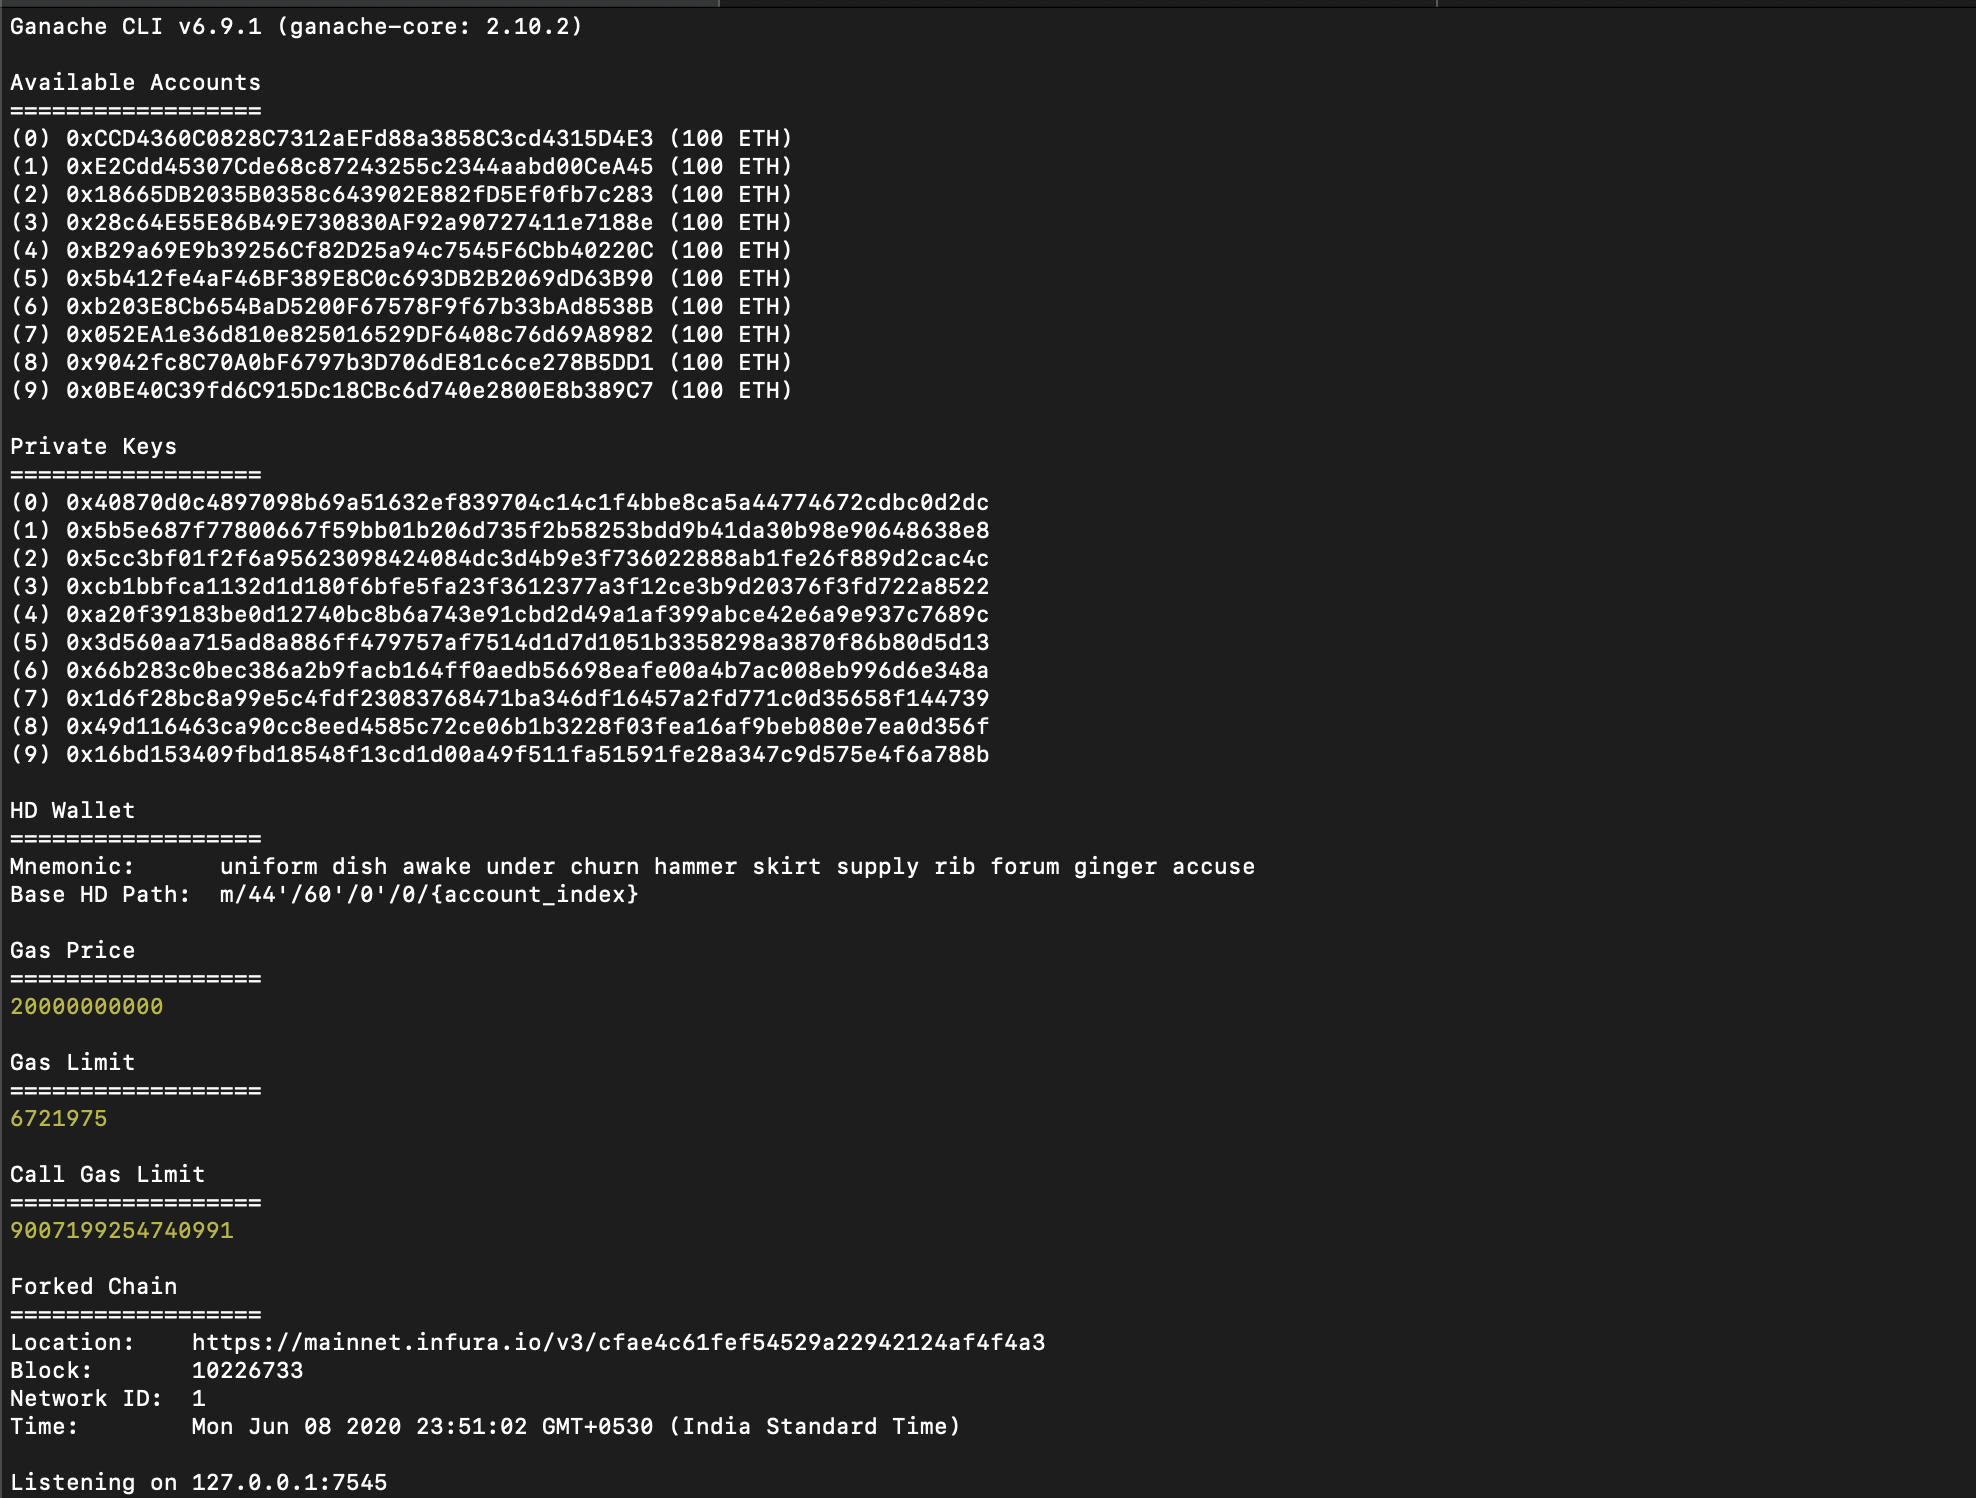 Ganache CLI v6.9.1 (ganache-core: 2.10.2)
Available Accounts
==================
(0) 0xCCD4360C0828C7312aEFd88a3858C3cd4315D4E3 (100 ETH)
(1) 0xE2Cdd45307Cde68c87243255c2344aabd00CeA45 (100 ETH)
(2) 0x18665DB2035B0358c643902E882fD5Ef0fb7c283 (100 ETH)
(3) 0x28c64E55E86B49E730830AF92a90727411e7188e (100 ETH)
(4) 0xB29a69E9b39256Cf82D25a94c7545F6Cbb40220C (100 ETH)
(5) 0x5b412fe4aF46BF389E8C0c693DB2B2069dD63B90 (100 ETH)
(6) 0xb203E8Cb654BaD5200F67578F9f67b33bAd8538B (100 ETH)
(7) 0x052EA1e36d810e825016529DF6408c76d69A8982 (100 ETH)
(8) 0x9042fc8C70A0bF6797b3D706dE81c6ce278B5DD1 (100 ETH)
(9) 0x0BE40C39fd6C915Dc18CBc6d740e2800E8b389C7 (100 ETH)
Private Keys
==================
(0) 0x40870d0c4897098b69a51632ef839704c14c1f4bbe8ca5a44774672cdbc0d2dc
(1) 0x5b5e687f77800667f59bb01b206d735f2b58253bdd9b41da30b98e90648638e8
(2) 0x5cc3bf01f2f6a95623098424084dc3d4b9e3f736022888ab1fe26f889d2cac4c
(3) 0xcb1bbfca1132d1d180f6bfe5fa23f3612377a3f12ce3b9d20376f3fd722a8522
(4) 0xa20f39183be0d12740bc8b6a743e91cbd2d49a1af399abce42e6a9e937c7689c
(5) 0x3d560aa715ad8a886ff479757af7514d1d7d1051b3358298a3870f86b80d5d13
(6) 0x66b283c0bec386a2b9facb164ff0aedb56698eafe00a4b7ac008eb996d6e348a
(7) 0x1d6f28bc8a99e5c4fdf23083768471ba346df16457a2fd771c0d35658f144739
(8) 0x49d116463ca90cc8eed4585c72ce06b1b3228f03fea16af9beb080e7ea0d356f
(9) 0x16bd153409fbd18548f13cd1d00a49f511fa51591fe28a347c9d575e4f6a788b
HD Wallet
==================
Mnemonic:      uniform dish awake under churn hammer skirt supply rib forum ginger accuse
Base HD Path:  m/44'/60'/0'/0/{account_index}
Gas Price
==================
20000000000
Gas Limit
==================
6721975
Call Gas Limit
==================
9007199254740991
Forked Chain
==================
Location:    https://mainnet.infura.io/v3/cfae4c61fef54529a22942124af4f4a3
Block:       10226733
Network ID:  1
Time:        Mon Jun 08 2020 23:51:02 GMT+0530 (India Standard Time)
Listening on 127.0.0.1:7545